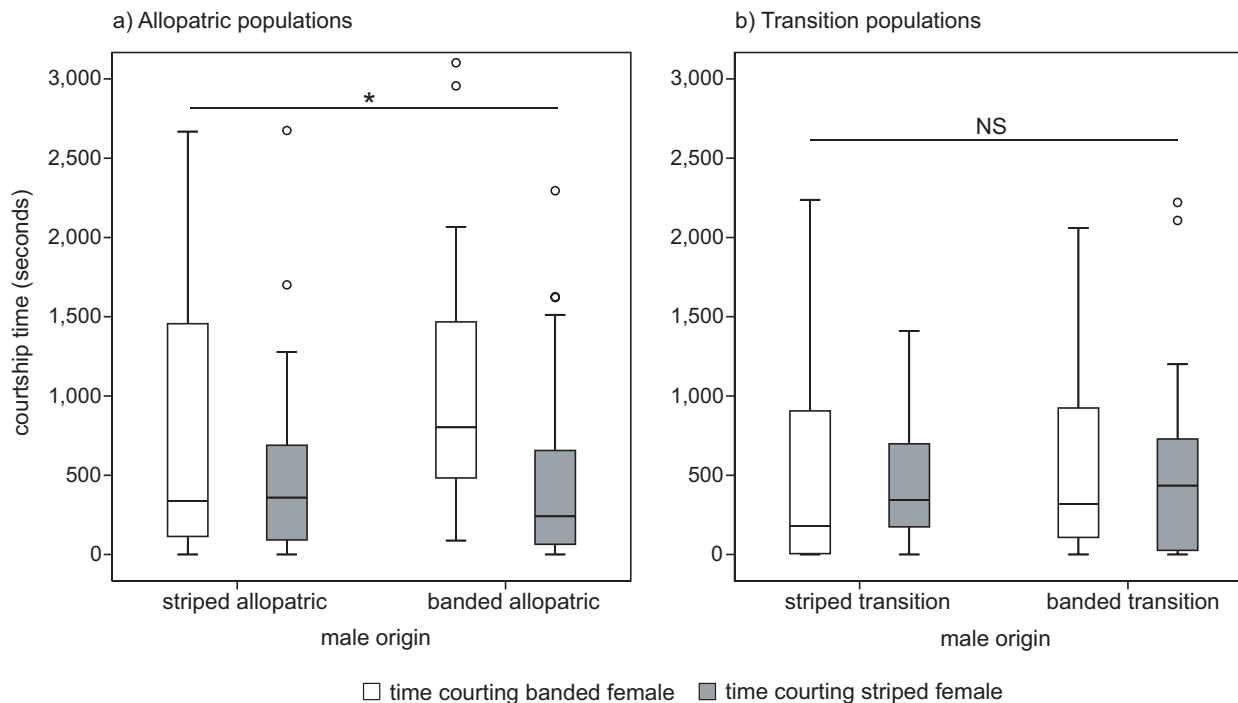 a) Allopatric populations
b) Transition populations
courtship time (seconds)
3,000
2,500
2,000
1,500
1,000
500
0
*
striped allopatric
banded allopatric
male origin
3,000
2,500
2,000
1,500
1,000
500
0
NS
striped transition
banded transition
male origin
time courting banded female
time courting striped female